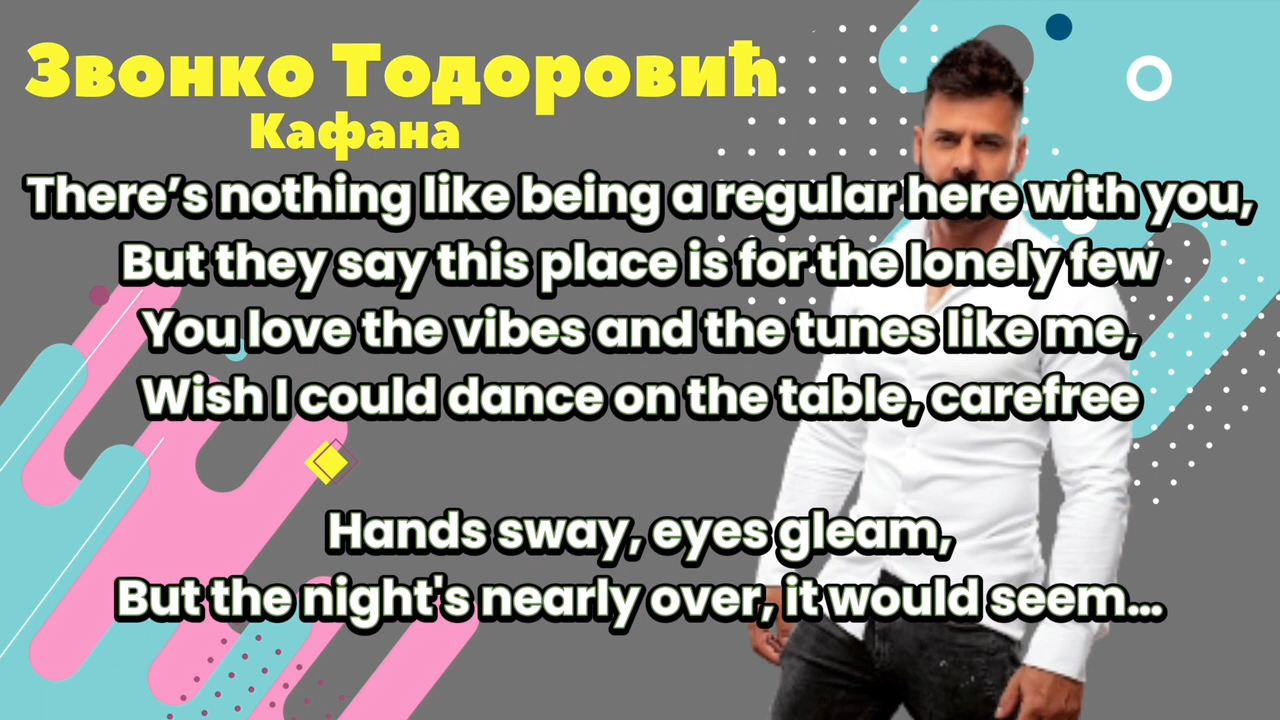 Звонко Тодоровић
Кафана
There’s nothing like being a regular here with you,
But they say this place is for the lonely few
You love the vibes and the tunes like me,
Wish I could dance on the table, carefree
Hands sway, eyes gleam,
But the night's nearly over, it would seem...